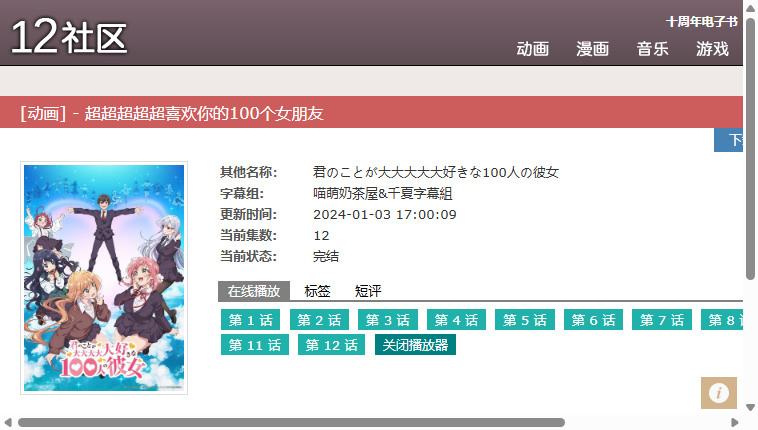 12社区
十周年电子书
动画 漫画 音乐 游戏
[动画] - 超超超超超喜欢你的100个女朋友
下
其他名称: 君のことが大大大大大好きな100人の彼女
字幕组: 喵萌奶茶屋&千夏字幕組
更新时间: 2024-01-03 17:00:09
当前集数: 12
当前状态: 完结
在线播放 标签 短评
第 1 话 第 2 话 第 3 话 第 4 话 第 5 话 第 6 话 第 7 话 第 8
第 11 话 第 12 话 关闭播放器
君のことが
大大大大大好きな
100人の彼女
i